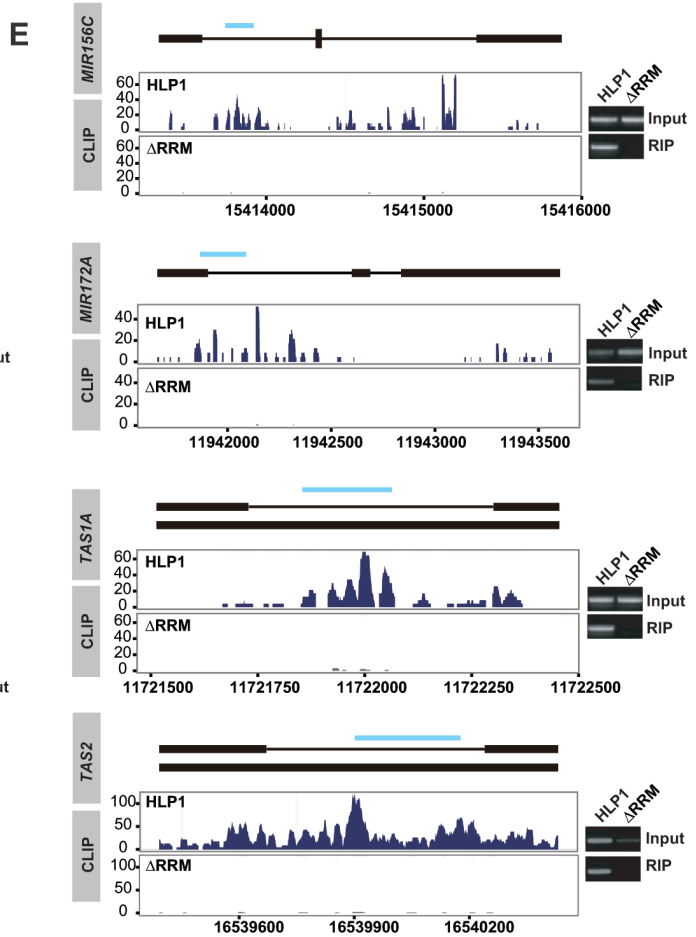 E
MIR156C
CLIP
HLP1
60
40
20
0
ΔRRM
60
40
20
0
15414000 15415000 15416000
HLP1 ΔRRM
Input
RIP
MIR172A
CLIP
HLP1
40
20
0
ΔRRM
40
20
0
11942000 11942500 11943000 11943500
HLP1 ΔRRM
Input
RIP
ut
TAS1A
CLIP
HLP1
60
40
20
0
ΔRRM
60
40
20
0
11721500 11721750 11722000 11722250 11722500
HLP1 ΔRRM
Input
RIP
ut
TAS2
CLIP
HLP1
100
50
0
ΔRRM
100
50
0
16539600 16539900 16540200
HLP1 ΔRRM
Input
RIP